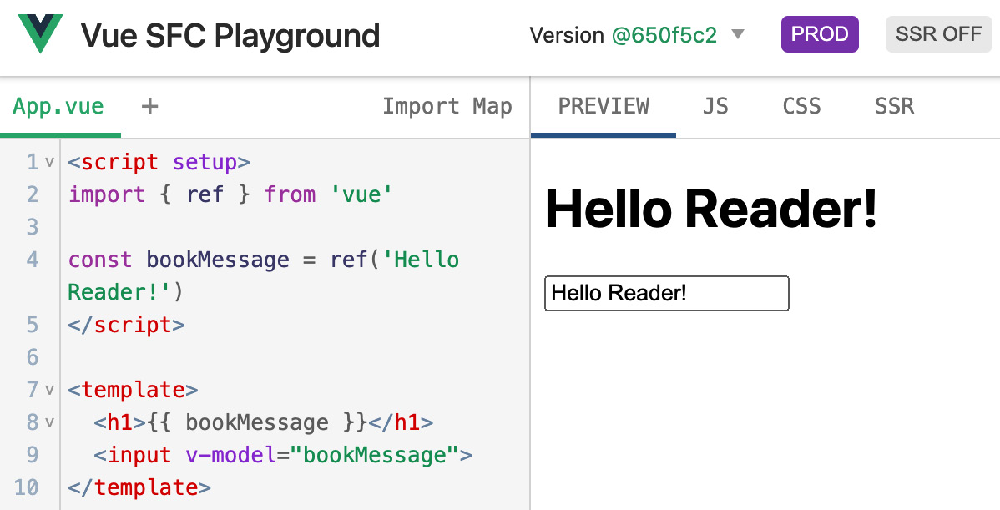 Vue SFC Playground
Version @650f5c2 ▼
PROD
SSR OFF
App.vue
+
Import Map
PREVIEW
JS
CSS
SSR
1 v <script setup>
2 import { ref } from 'vue'
3
4 const bookMessage = ref('Hello
Reader!')
5 </script>
6
7 v <template>
8 v   <h1>{{ bookMessage }}</h1>
9   <input v-model="bookMessage">
10 </template>
Hello Reader!
Hello Reader!